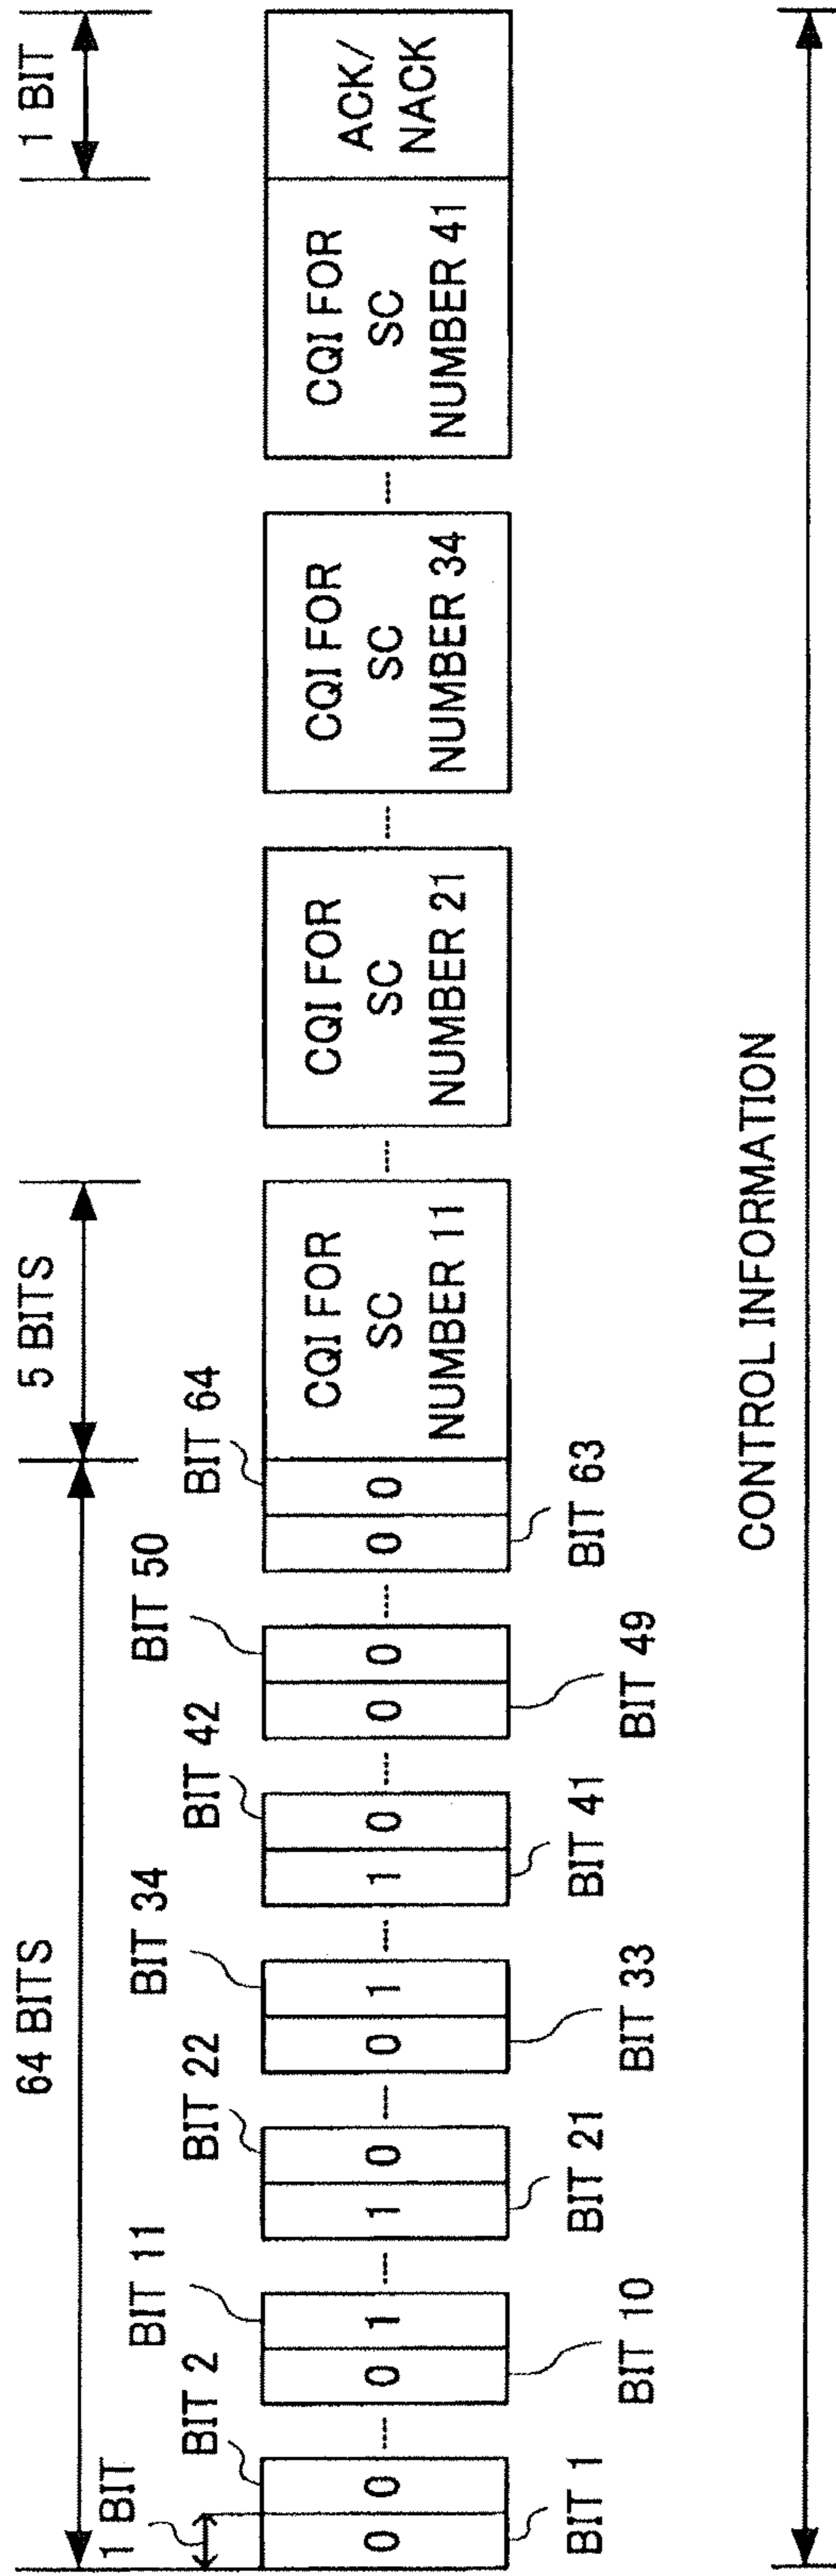 64 BITS
5 BITS
1 BIT
1 BIT
BIT 2
BIT 11
BIT 22
BIT 34
BIT 42
BIT 50
BIT 64
0 0 0 1 1 0 0 1 1 0 0 0 0 0
CQI FOR
SC
NUMBER 11
CQI FOR
SC
NUMBER 21
CQI FOR
SC
NUMBER 34
CQI FOR
SC
NUMBER 41
ACK/
NACK
BIT 1
BIT 10
BIT 21
BIT 33
BIT 41
BIT 49
BIT 63
CONTROL INFORMATION